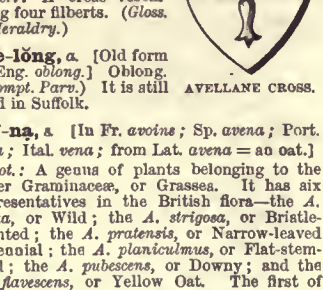 ng four filberts. (Gloss.
Heraldry.)
e-lŏng, a. [Old form
Eng. oblong.] Oblong.
ompt. Parv.) It is still
d in Suffolk.
AVELLANE CROSS.
-na, s. [In Fr. avoine; Sp. avena; Port.
; Ital. vena; from Lat. avena = an oat.]
ot.: A genus of plants belonging to the
er Graminaceæ, or Grasses. It has six
resentatives in the British flora—the A.
a, or Wild; the A. strigosa, or Bristle-
nted; the A. pratensis, or Narrow-leaved
ennial; the A. planiculmus, or Flat-stem-
d; the A. pubescens, or Downy; and the
flavescens, or Yellow Oat. The first of